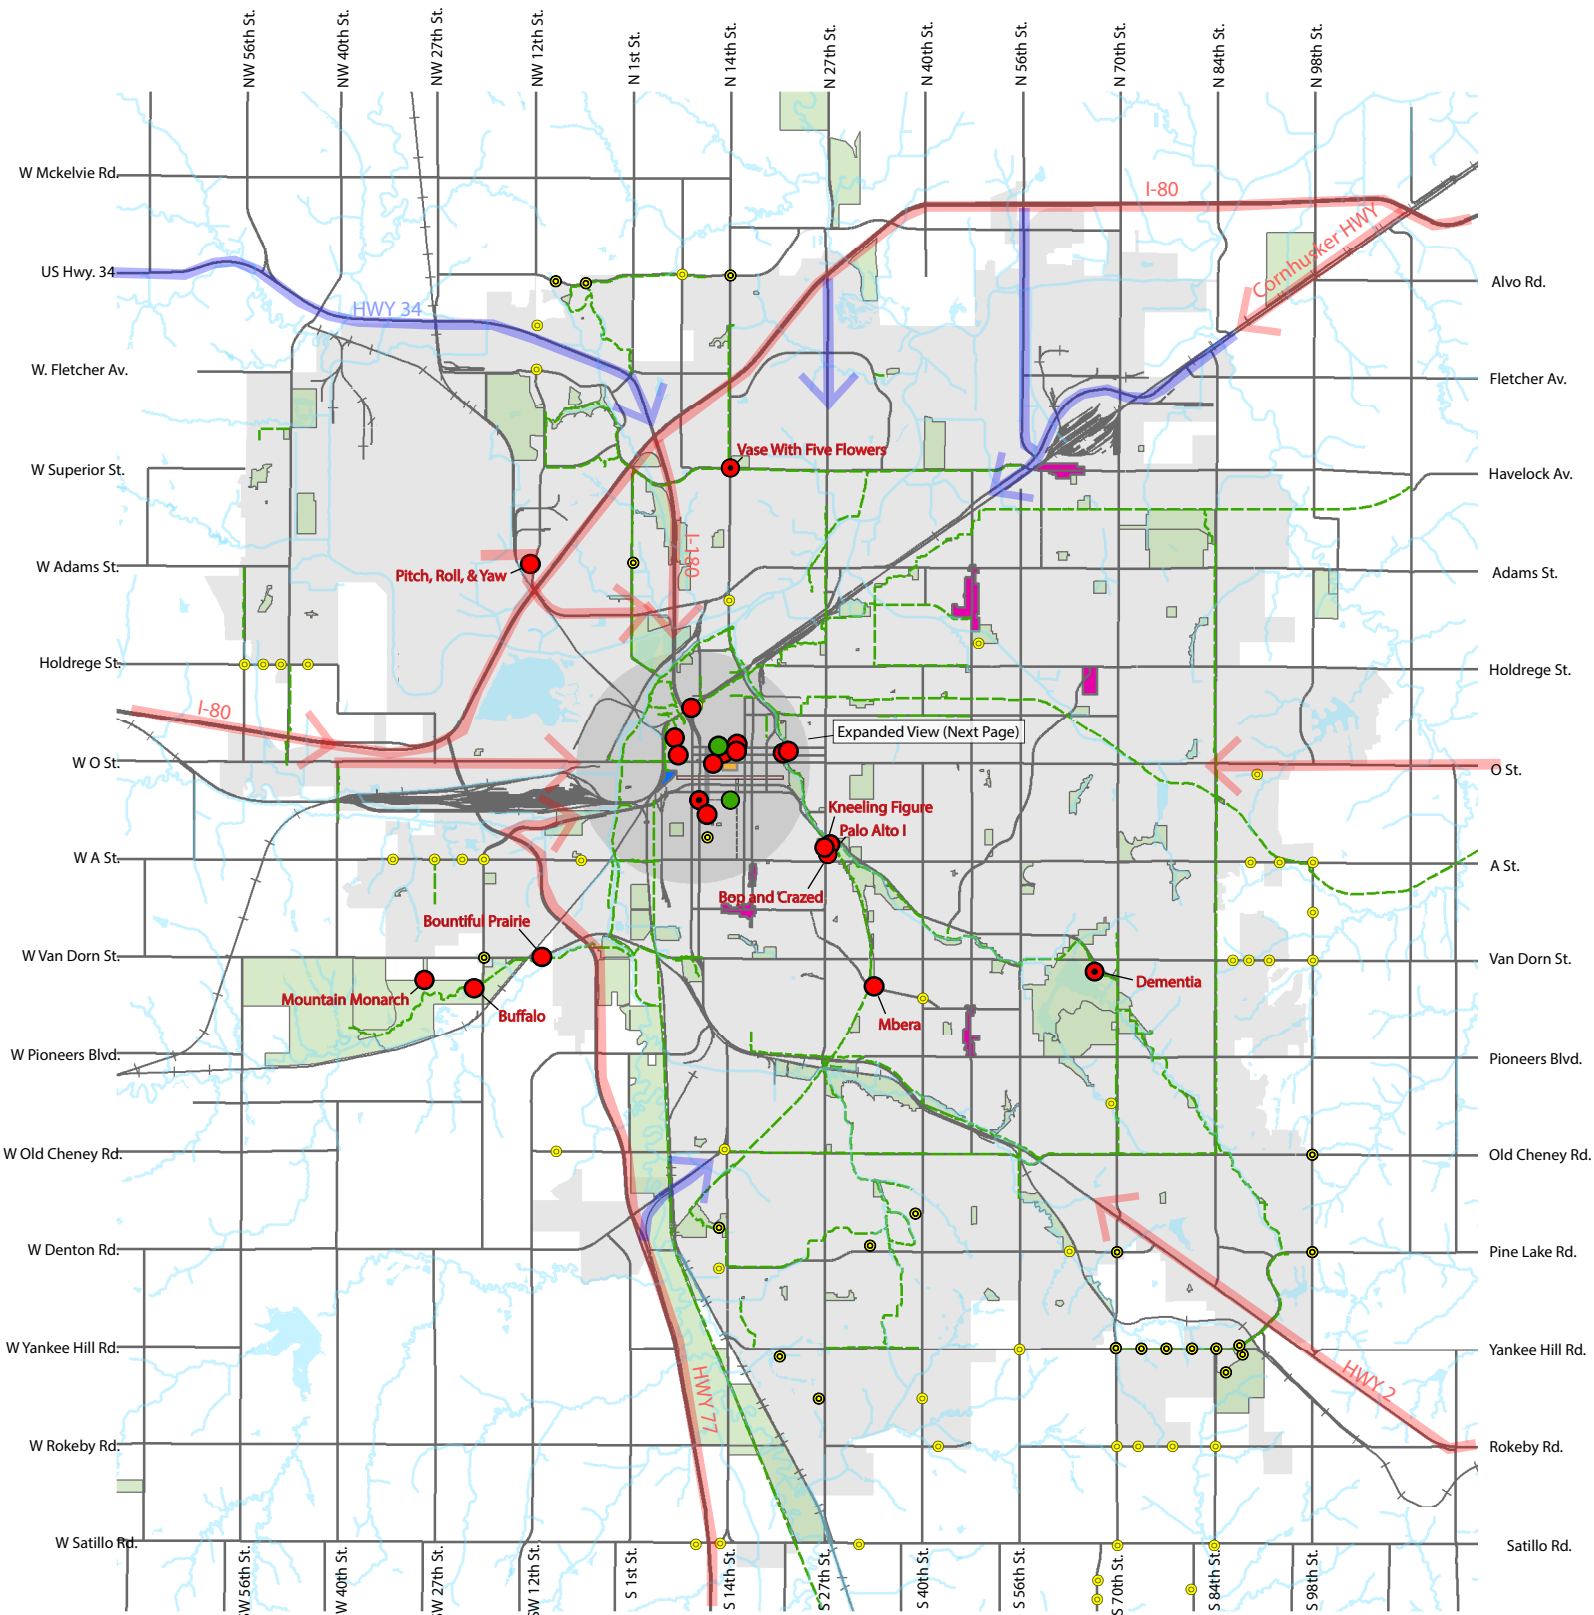 NW 56th St.
NW 40th St.
NW 27th St.
NW 12th St.
N 1st St.
N 14th St.
N 27th St.
N 40th St.
N 56th St.
N 70th St.
N 84th St.
N 98th St.
W Mckelvie Rd.
I-80
Cornhusker HWY
US Hwy. 34
Alvo Rd.
HWY 34
W. Fletcher Av.
Fletcher Av.
Vase With Five Flowers
W Superior St.
Havelock Av.
I-180
W Adams St.
Pitch, Roll, & Yaw
Adams St.
Holdrege St.
Holdrege St.
I-80
Expanded View (Next Page)
W O St.
O St.
Kneeling Figure
Palo Alto I
W A St.
A St.
Bop and Crazed
Bountiful Prairie
W Van Dorn St.
Van Dorn St.
Dementia
Mountain Monarch
Buffalo
Mbera
W Pioneers Blvd.
Pioneers Blvd.
W Old Cheney Rd.
Old Cheney Rd.
W Denton Rd.
Pine Lake Rd.
W Yankee Hill Rd.
Yankee Hill Rd.
HWY 77
HWY 2
W Rokeby Rd.
Rokeby Rd.
W Satillo Rd.
Satillo Rd.
SW 56th St.
SW 40th St.
SW 27th St.
SW 12th St.
S 1st St.
S 14th St.
S 27th St.
S 40th St.
S 56th St.
S 70th St.
S 84th St.
S 98th St.